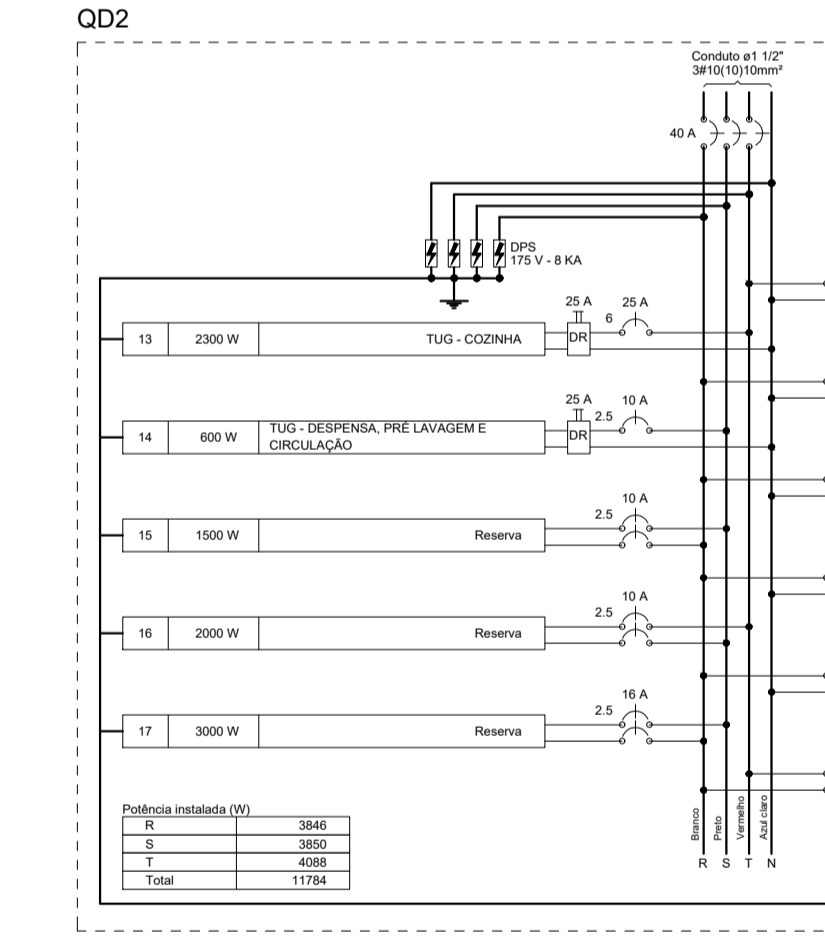 QD2
Conduto ø1 1/2"
3#10(10)10mm²
40 A
DPS
175 V - 8 KA
25 A
25 A
6
13
2300 W
TUG - COZINHA
DR
25 A
10 A
2.5
14
600 W
TUG - DESPENSA, PRÉ LAVAGEM E
CIRCULAÇÃO
DR
10 A
2.5
15
1500 W
Reserva
10 A
2.5
16
2000 W
Reserva
16 A
2.5
17
3000 W
Reserva
Potência instalada (W)
R 3846
S 3850
T 4088
Total 11784
Branco
Preto
Vermelho
Azul claro
R S T N